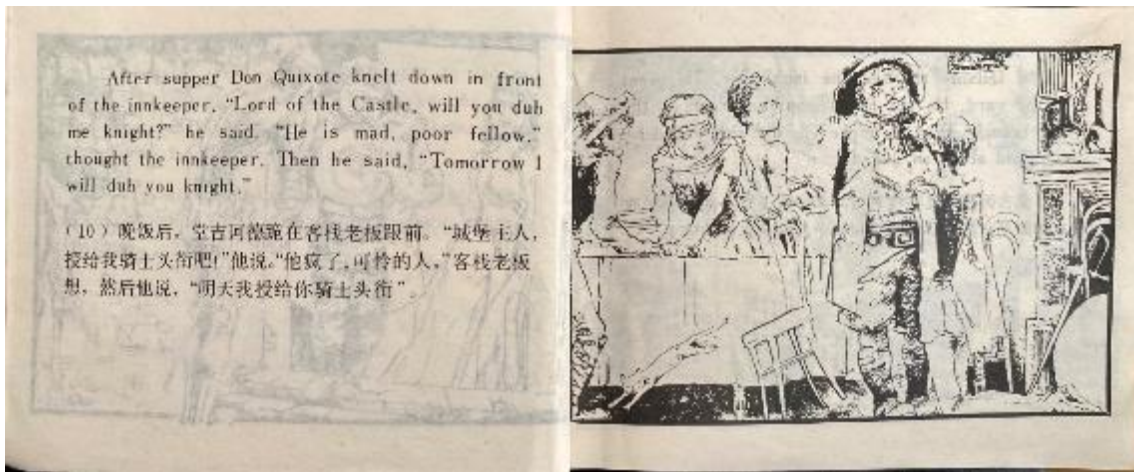 After supper Don Quixote knelt down in front
of the innkeeper. “Lord of the Castle, will you dub
me knight?” he said. “He is mad, poor fellow,”
thought the innkeeper. Then he said, “Tomorrow I
will dub you knight.”
（10）晚饭后，堂吉诃德跪在客栈老板跟前。“城堡主人，
授给我骑士头衔吧！”他说。“他疯了，可怜的人，”客栈老板
想，然后他说，“明天我授给你骑士头衔”。